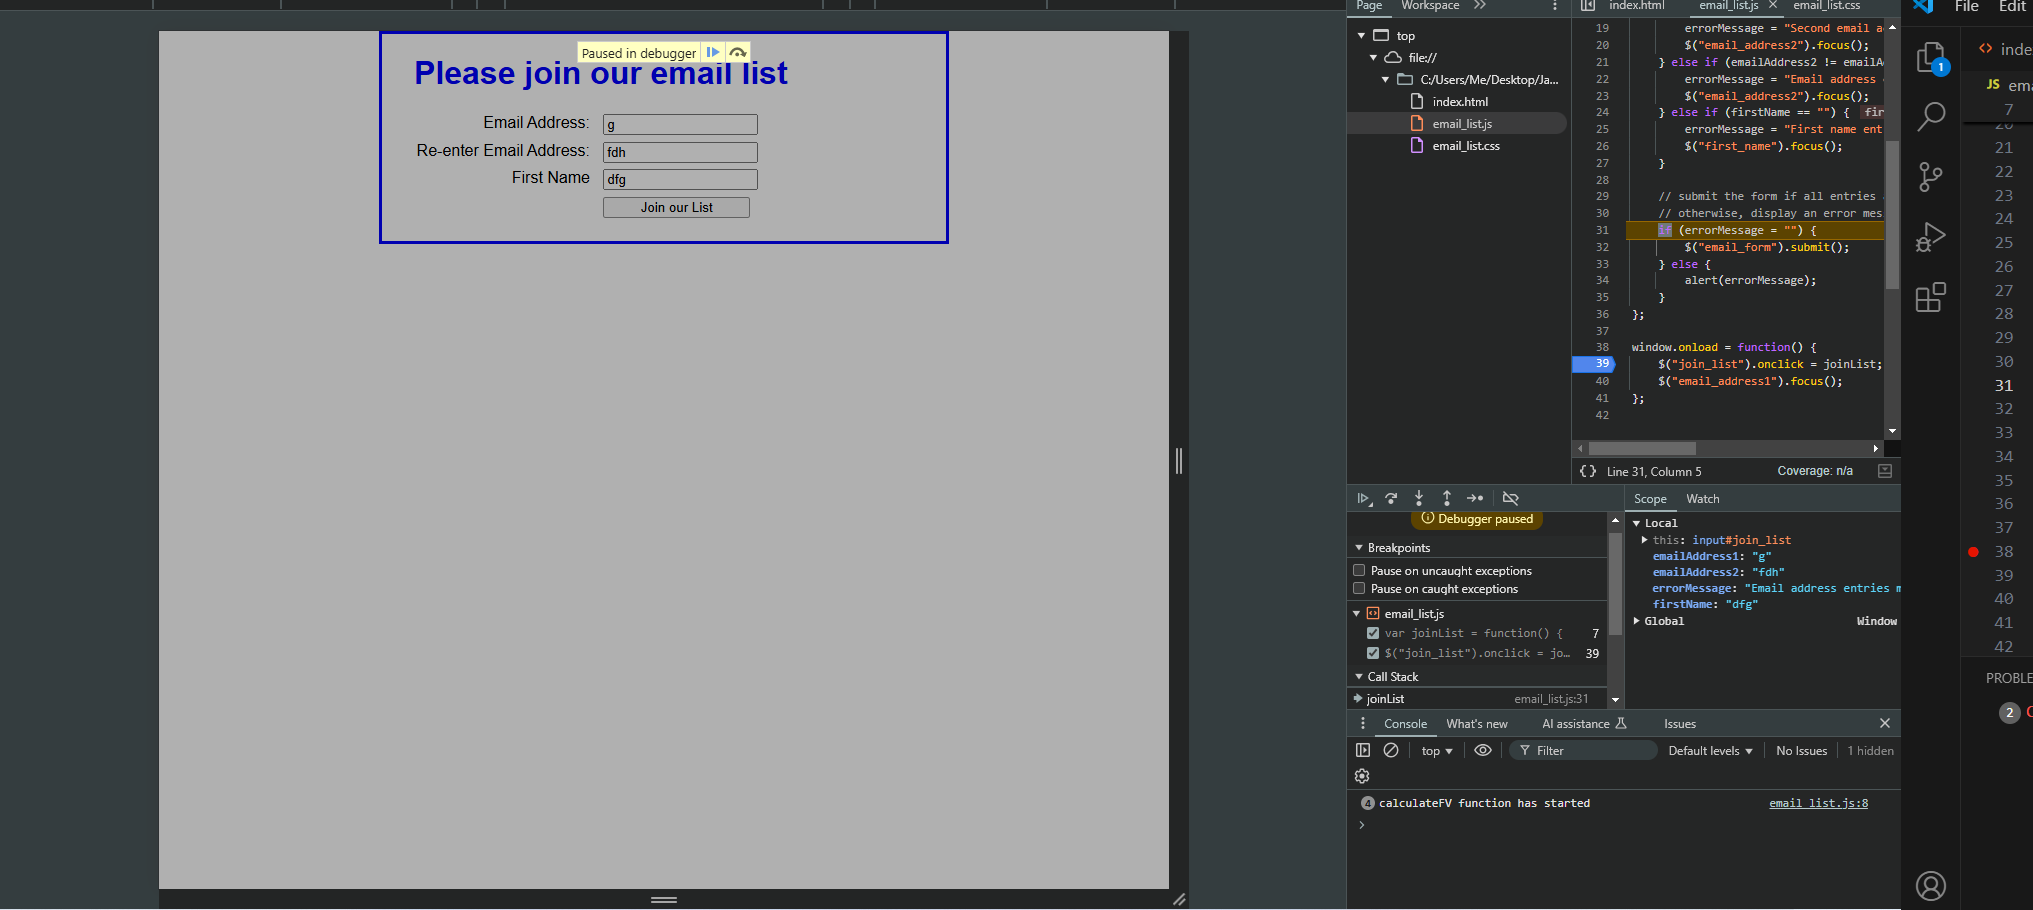 Paused in debugger
Please join our email list
Email Address:
g
Re-enter Email Address:
fdh
First Name
dfg
Join our List
Page
Workspace
top
file://
C:/Users/Me/Desktop/Ja...
index.html
email_list.js
email_list.css
index.html
email_list.js
email_list.css
19 errorMessage = "Second email a
20 $("email_address2").focus();
21 } else if (emailAddress2 != emailA
22 errorMessage = "Email address
23 $("email_address2").focus();
24 } else if (firstName == "") { fir
25 errorMessage = "First name ent
26 $("first_name").focus();
27 }
28
29 // submit the form if all entries
30 // otherwise, display an error mes
31 if (errorMessage = "") {
32 $("email_form").submit();
33 } else {
34 alert(errorMessage);
35 }
36 };
37
38 window.onload = function() {
39 $("join_list").onclick = joinList;
40 $("email_address1").focus();
41 };
42
{} Line 31, Column 5
Coverage: n/a
Debugger paused
Breakpoints
Pause on uncaught exceptions
Pause on caught exceptions
email_list.js
var joinList = function() { 7
$("join_list").onclick = jo... 39
Call Stack
joinList email_list.js:31
Scope
Watch
Local
this: input#join_list
emailAddress1: "g"
emailAddress2: "fdh"
errorMessage: "Email address entries m
firstName: "dfg"
Global Window
Console
What's new
AI assistance
Issues
top
Filter
Default levels
No Issues
1 hidden
4 calculateFV function has started email_list.js:8
File
Edit
1
inde
JS ema
7
20
21
22
23
24
25
26
27
28
29
30
31
32
33
34
35
36
37
38
39
40
41
42
PROBLE
2